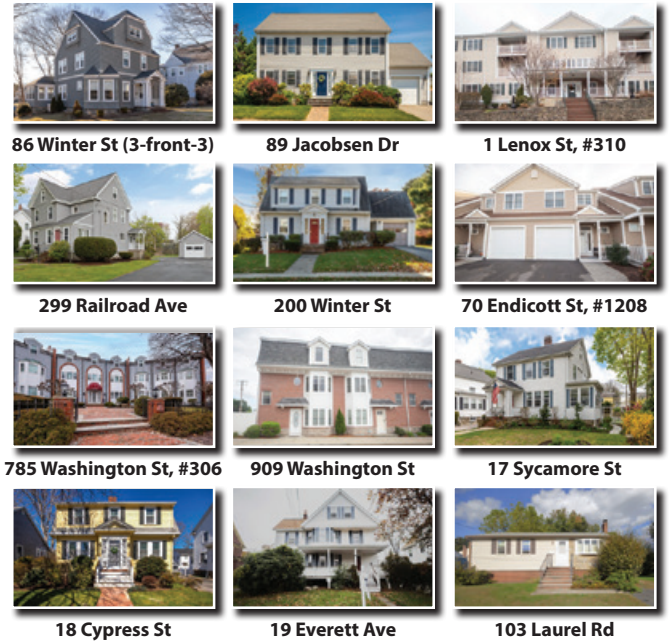 86 Winter St (3-front-3)
89 Jacobsen Dr
1 Lenox St, #310
299 Railroad Ave
200 Winter St
70 Endicott St, #1208
785 Washington St, #306
909 Washington St
17 Sycamore St
18 Cypress St
19 Everett Ave
103 Laurel Rd